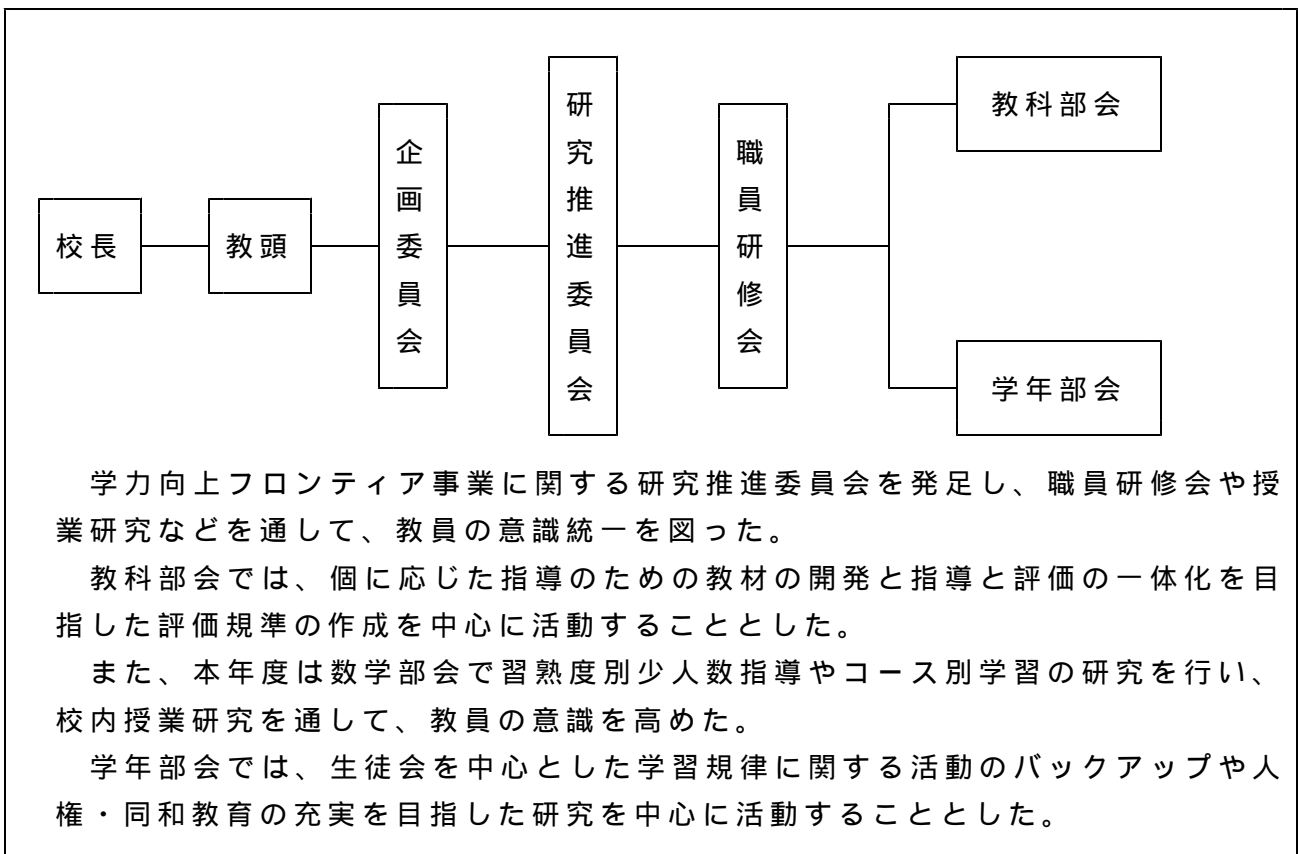 校長
教頭
企画委員会
研究推進委員会
職員研修会
教科部会
学年部会
学力向上フロンティア事業に関する研究推進委員会を発足し、職員研修会や授
業研究などを通して、教員の意識統一を図った。
教科部会では、個に応じた指導のための教材の開発と指導と評価の一体化を目
指した評価規準の作成を中心に活動することとした。
また、本年度は数学部会で習熟度別少人数指導やコース別学習の研究を行い、
校内授業研究を通して、教員の意識を高めた。
学年部会では、生徒会を中心とした学習規律に関する活動のバックアップや人
権・同和教育の充実を目指した研究を中心に活動することとした。